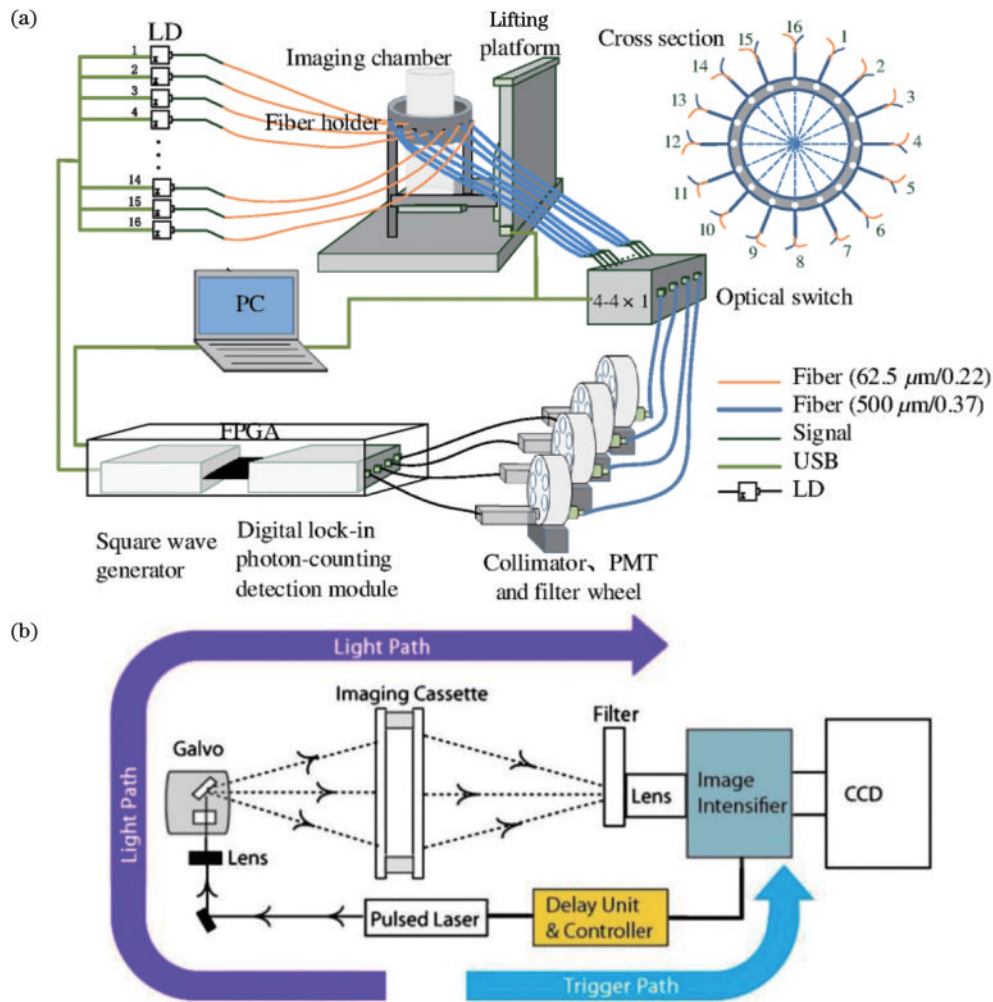 (a)
LD
1
2
3
4
14
15
16
Imaging chamber
Fiber holder
Lifting
platform
Cross section
16
1
2
3
4
5
6
7
8
9
10
11
12
13
14
15
PC
4-4 × 1
Optical switch
Fiber (62.5 μm/0.22)
Fiber (500 μm/0.37)
Signal
USB
LD
FPGA
Square wave
generator
Digital lock-in
photon-counting
detection module
Collimator、PMT
and filter wheel
(b)
Light Path
Light Path
Imaging Cassette
Galvo
Lens
Filter
Lens
Image
Intensifier
CCD
Pulsed Laser
Delay Unit
& Controller
Trigger Path